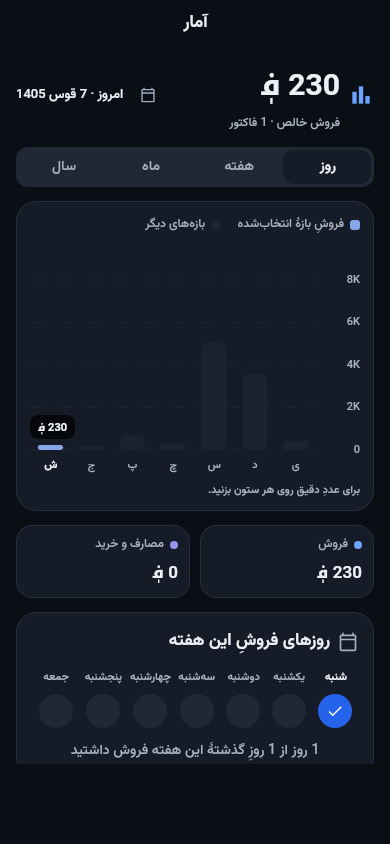 آمار
230 ؋
امروز · 7 قوس 1405
فروش خالص · 1 فاکتور
روز
هفته
ماه
سال
فروشِ بازهٔ انتخاب‌شده
بازه‌های دیگر
8K
6K
4K
2K
0
230 ؋
ی
د
س
چ
پ
ج
ش
برای عددِ دقیق روی هر ستون بزنید.
فروش
230 ؋
مصارف و خرید
0 ؋
روزهای فروشِ این هفته
شنبه
یکشنبه
دوشنبه
سه‌شنبه
چهارشنبه
پنجشنبه
جمعه
1 روز از 1 روزِ گذشتهٔ این هفته فروش داشتید